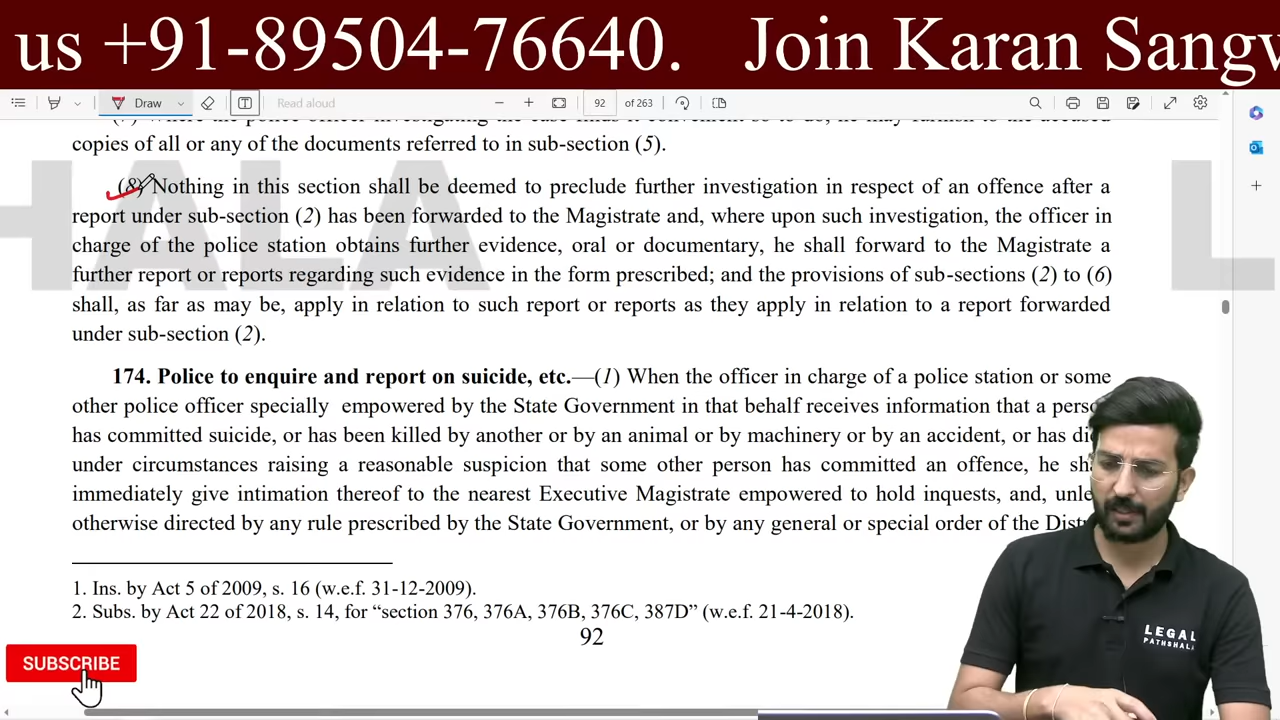 us +91-89504-76640. Join Karan Sangw
Draw
Read aloud
92 of 263
copies of all or any of the documents referred to in sub-section (5).
(8) Nothing in this section shall be deemed to preclude further investigation in respect of an offence after a
report under sub-section (2) has been forwarded to the Magistrate and, where upon such investigation, the officer in
charge of the police station obtains further evidence, oral or documentary, he shall forward to the Magistrate a
further report or reports regarding such evidence in the form prescribed; and the provisions of sub-sections (2) to (6)
shall, as far as may be, apply in relation to such report or reports as they apply in relation to a report forwarded
under sub-section (2).
HALA
L
174. Police to enquire and report on suicide, etc.—(1) When the officer in charge of a police station or some
other police officer specially empowered by the State Government in that behalf receives information that a perso
has committed suicide, or has been killed by another or by an animal or by machinery or by an accident, or has di
under circumstances raising a reasonable suspicion that some other person has committed an offence, he sha
immediately give intimation thereof to the nearest Executive Magistrate empowered to hold inquests, and, unle
otherwise directed by any rule prescribed by the State Government, or by any general or special order of the Distr
1. Ins. by Act 5 of 2009, s. 16 (w.e.f. 31-12-2009).
2. Subs. by Act 22 of 2018, s. 14, for “section 376, 376A, 376B, 376C, 387D” (w.e.f. 21-4-2018).
92
SUBSCRIBE
LEGAL
PATHSHALA